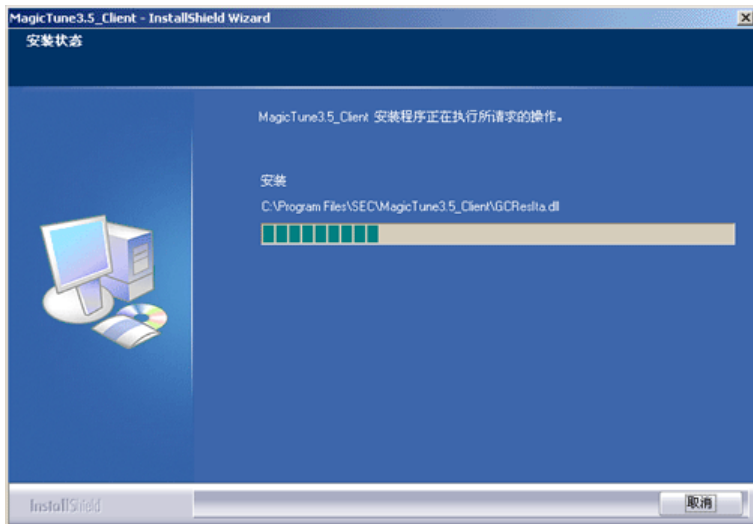 MagicTune3.5_Client - InstallShield Wizard
安装状态
MagicTune3.5_Client 安装程序正在执行所请求的操作。
安装
C:\Program Files\SEC\MagicTune3.5_Client\GCResIta.dll
InstallShield
取消